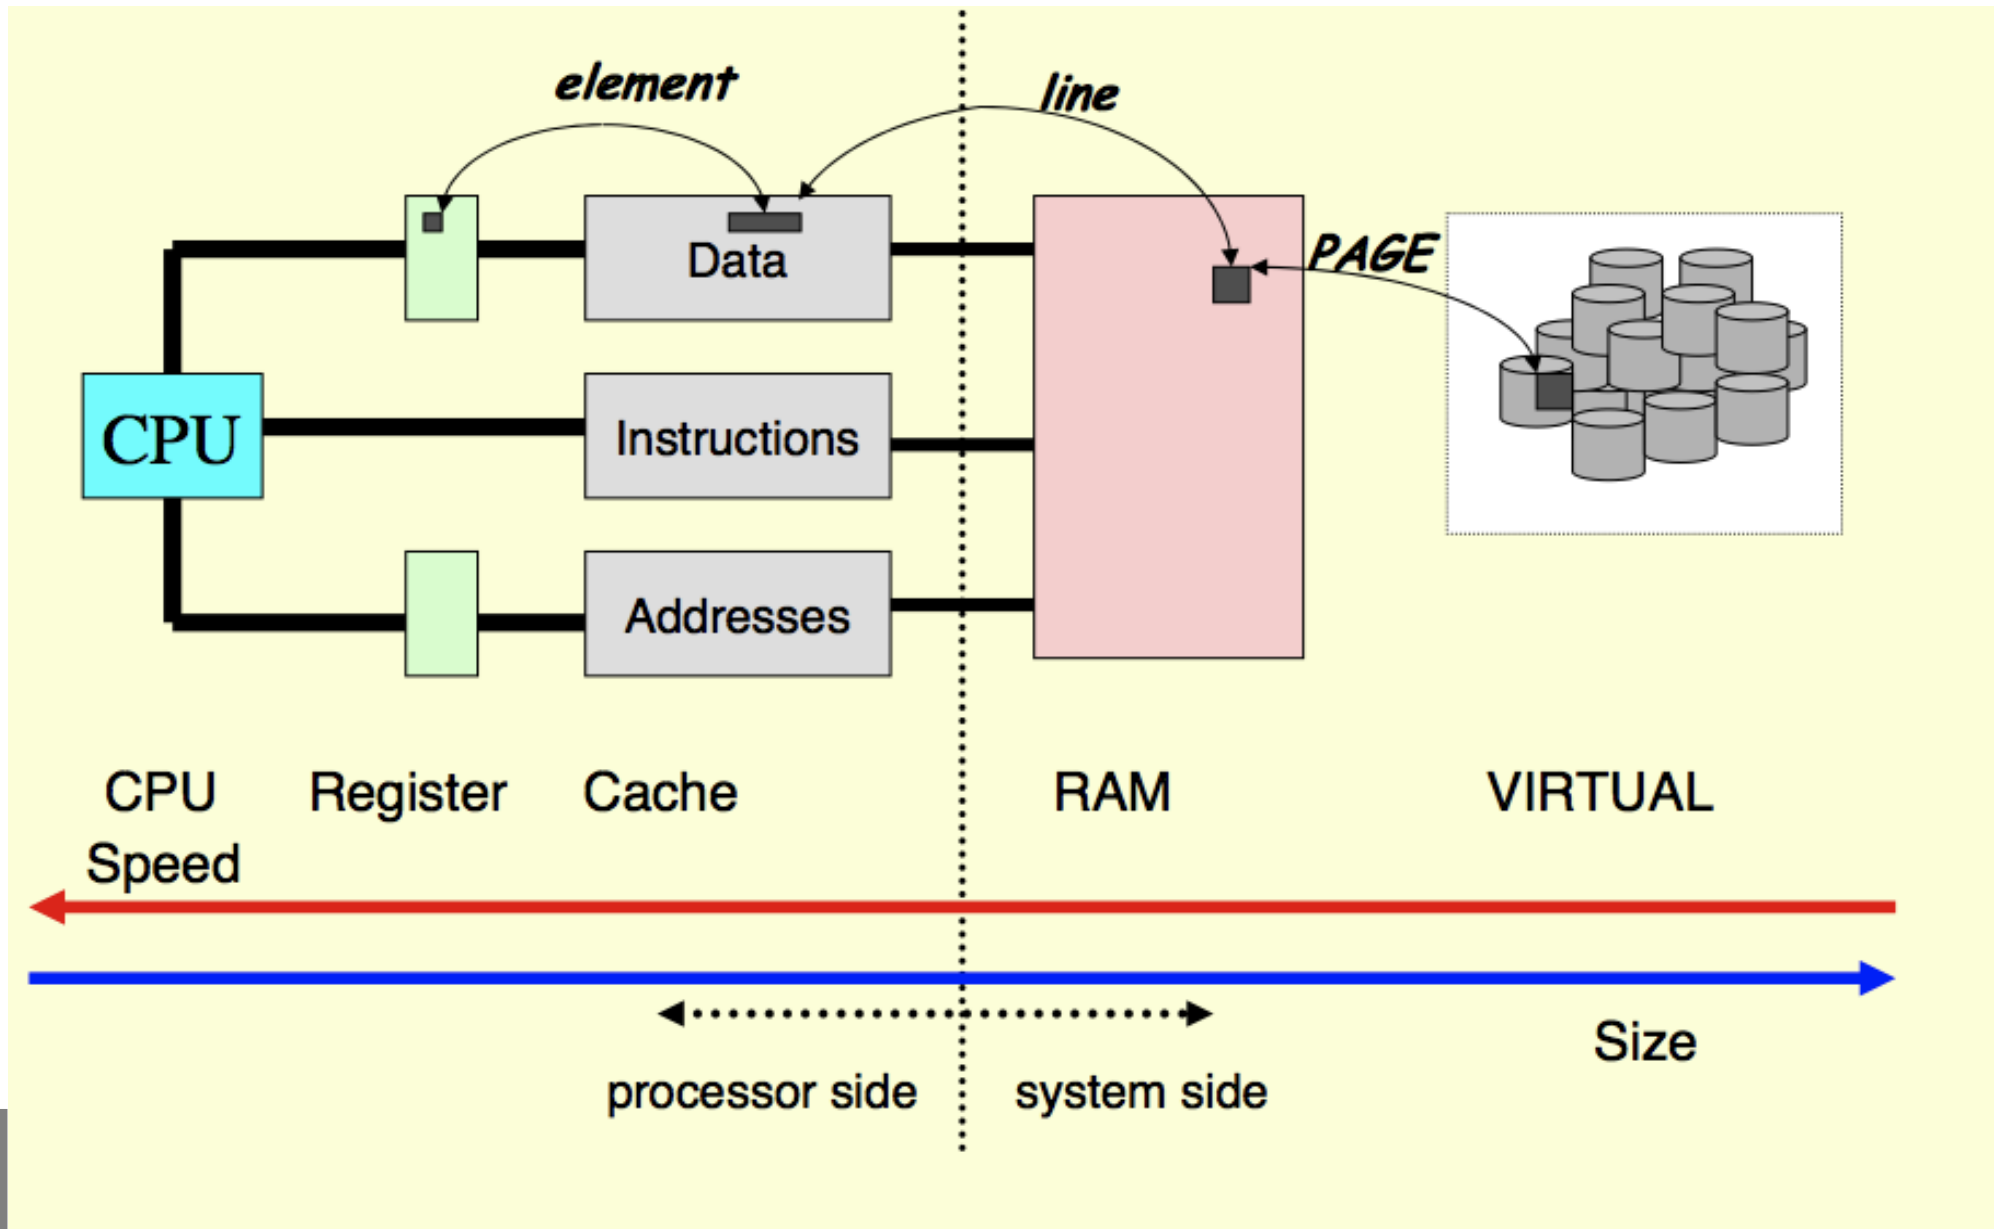 element
line
PAGE
Data
CPU
Instructions
Addresses
CPU
Register
Cache
RAM
VIRTUAL
Speed
Size
processor side
system side